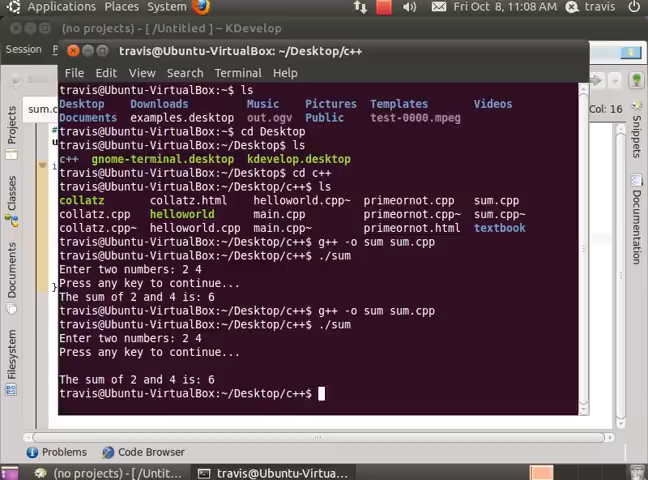 Applications Places System Fri Oct 8, 11:08 AM travis
(no projects) - [ /Untitled ] - KDevelop
Session
travis@Ubuntu-VirtualBox: ~/Desktop/c++
File Edit View Search Terminal Help
travis@Ubuntu-VirtualBox:~$ ls
Desktop Downloads Music Pictures Templates Videos
Documents examples.desktop out.ogv Public test-0000.mpeg
travis@Ubuntu-VirtualBox:~$ cd Desktop
travis@Ubuntu-VirtualBox:~/Desktop$ ls
c++ gnome-terminal.desktop kdevelop.desktop
travis@Ubuntu-VirtualBox:~/Desktop$ cd c++
travis@Ubuntu-VirtualBox:~/Desktop/c++$ ls
collatz collatz.html helloworld.cpp~ primeornot.cpp sum.cpp
collatz.cpp helloworld main.cpp primeornot.cpp~ sum.cpp~
collatz.cpp~ helloworld.cpp main.cpp~ primeornot.html textbook
travis@Ubuntu-VirtualBox:~/Desktop/c++$ g++ -o sum sum.cpp
travis@Ubuntu-VirtualBox:~/Desktop/c++$ ./sum
Enter two numbers: 2 4
Press any key to continue...
The sum of 2 and 4 is: 6
travis@Ubuntu-VirtualBox:~/Desktop/c++$ g++ -o sum sum.cpp
travis@Ubuntu-VirtualBox:~/Desktop/c++$ ./sum
Enter two numbers: 2 4
Press any key to continue...
The sum of 2 and 4 is: 6
travis@Ubuntu-VirtualBox:~/Desktop/c++$
sum.c
Col: 16
Projects
Classes
Documents
Filesystem
Snippets
Documentation
Problems Code Browser
(no projects) - [ /Untit... travis@Ubuntu-Virtua...